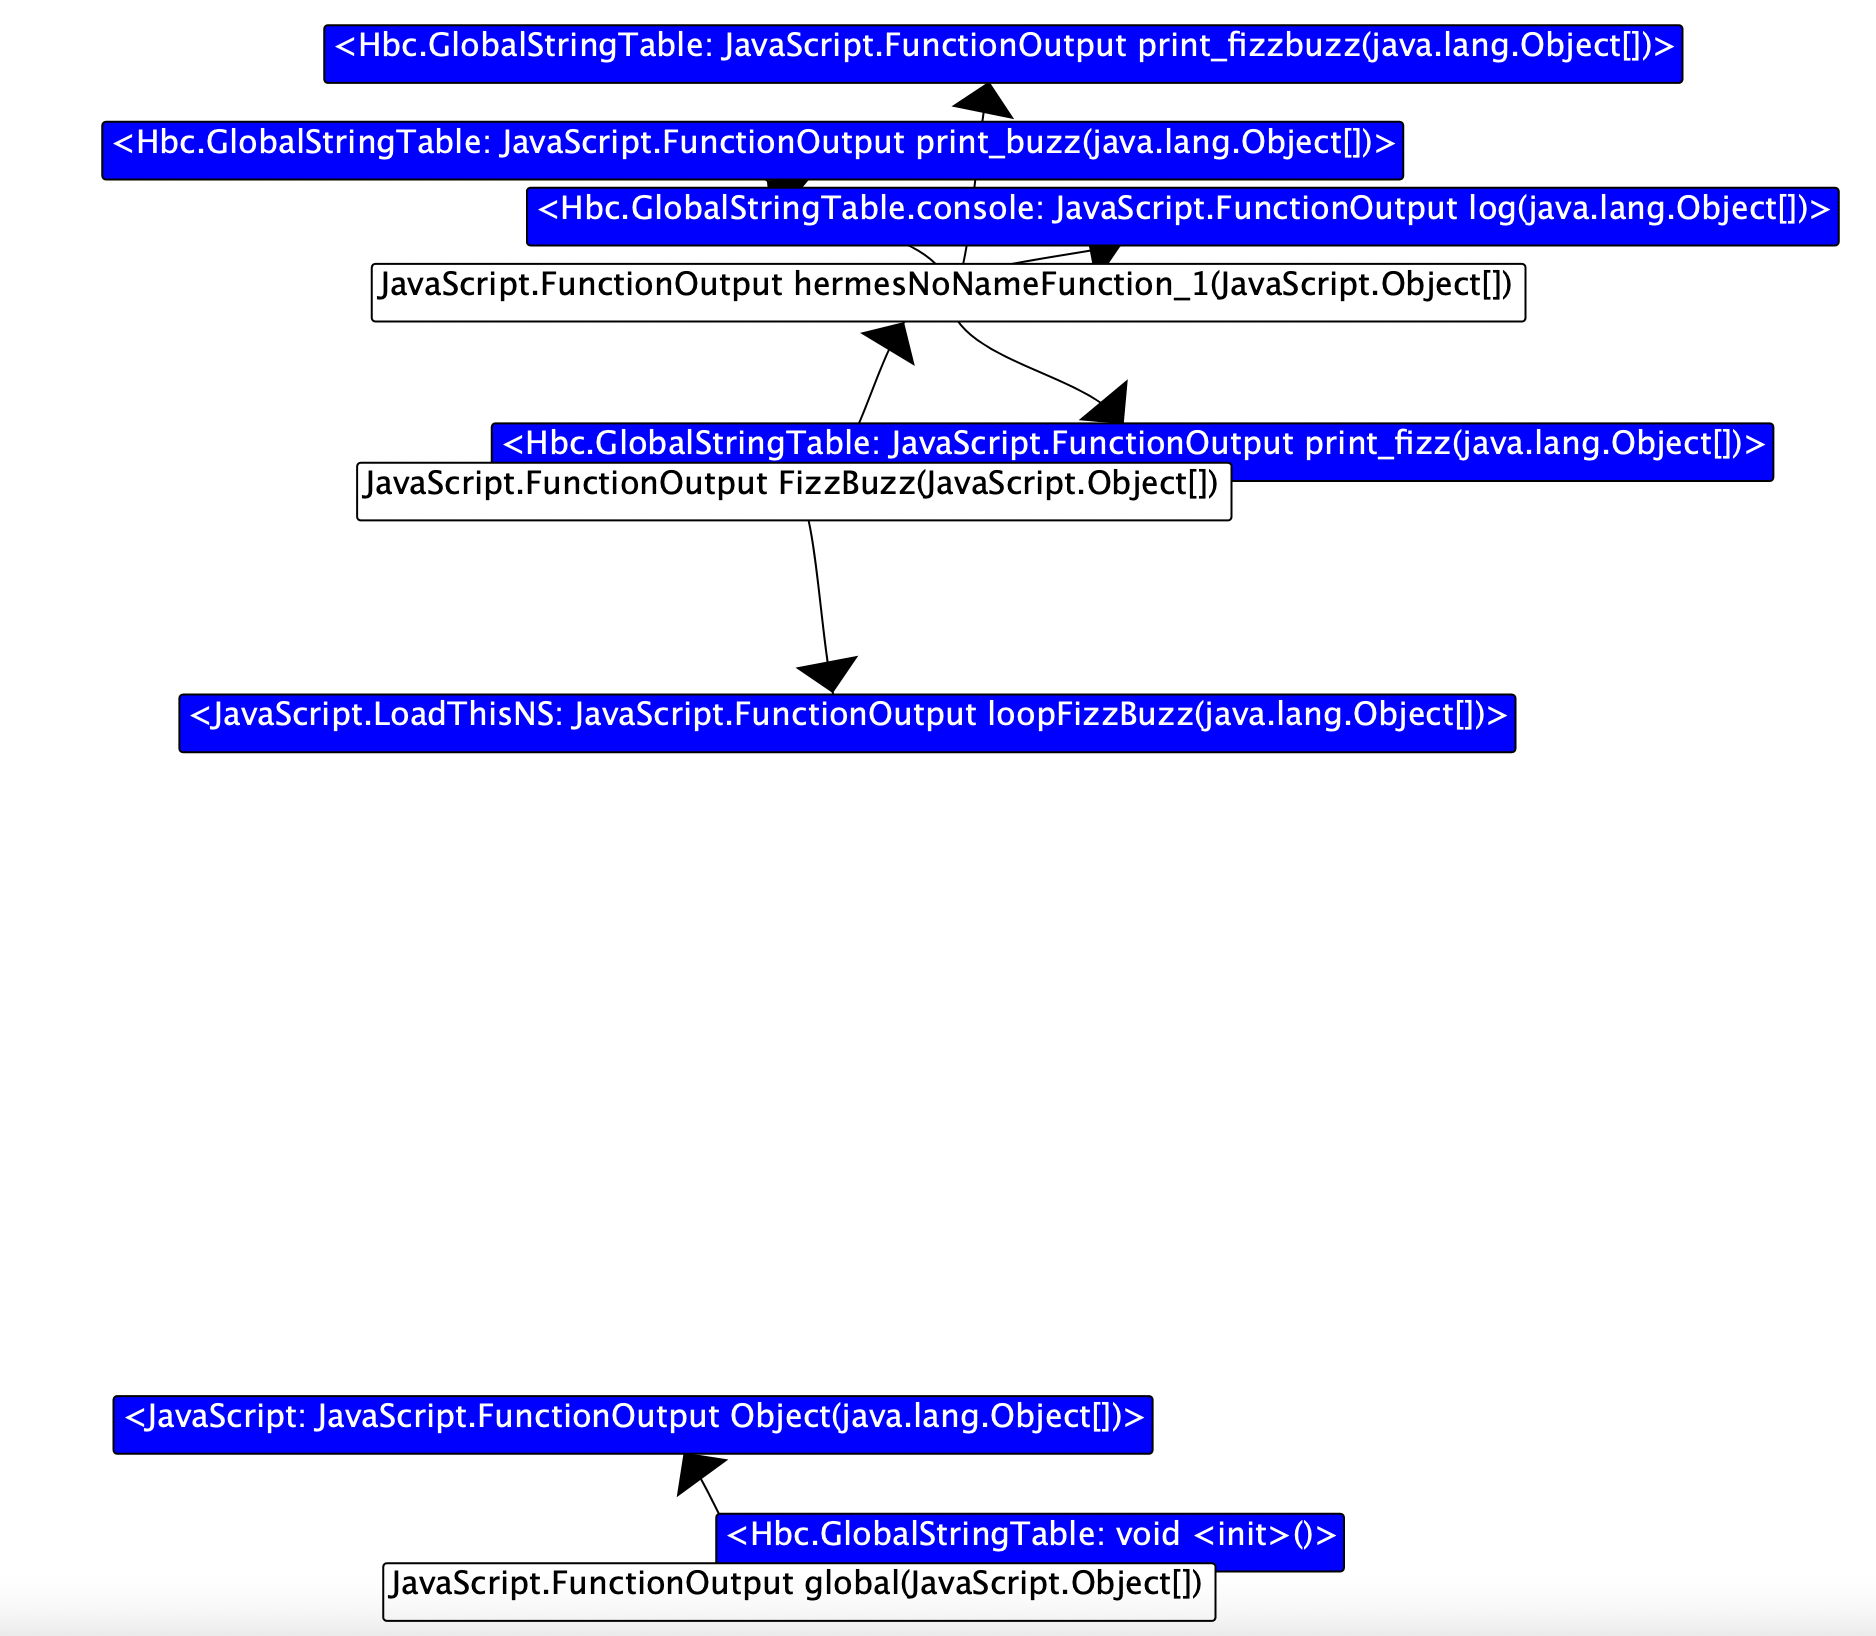 <Hbc.GlobalStringTable: JavaScript.FunctionOutput print_fizzbuzz(java.lang.Object[])>
<Hbc.GlobalStringTable: JavaScript.FunctionOutput print_buzz(java.lang.Object[])>
<Hbc.GlobalStringTable.console: JavaScript.FunctionOutput log(java.lang.Object[])>
JavaScript.FunctionOutput hermesNoNameFunction_1(JavaScript.Object[])
<Hbc.GlobalStringTable: JavaScript.FunctionOutput print_fizz(java.lang.Object[])>
JavaScript.FunctionOutput FizzBuzz(JavaScript.Object[])
<JavaScript.LoadThisNS: JavaScript.FunctionOutput loopFizzBuzz(java.lang.Object[])>
<JavaScript: JavaScript.FunctionOutput Object(java.lang.Object[])>
<Hbc.GlobalStringTable: void <init>()>
JavaScript.FunctionOutput global(JavaScript.Object[])